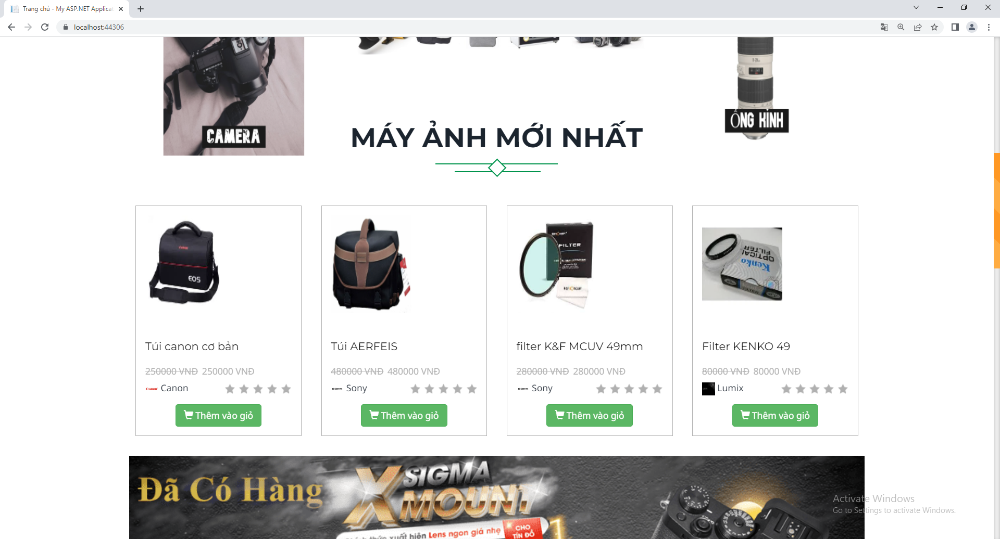 Trang chủ - My ASP.NET Applicat
localhost:44306
CAMERA
ỐNG KÍNH
MÁY ẢNH MỚI NHẤT
Canon
EOS
FILTER
OPTICAL
FILTER
Kenko
Túi canon cơ bản
Túi AERFEIS
filter K&F MCUV 49mm
Filter KENKO 49
250000 VNĐ 250000 VNĐ
480000 VNĐ 480000 VNĐ
280000 VNĐ 280000 VNĐ
80000 VNĐ 80000 VNĐ
Canon Canon
SONY Sony
SONY Sony
Lumix
Thêm vào giỏ
Thêm vào giỏ
Thêm vào giỏ
Thêm vào giỏ
Đã Có Hàng
SIGMA
X MOUNT
thức xuất hiện Lens ngon giá nhẹ
CHO
TÍN ĐỒ
Activate Windows
Go to Settings to activate Windows.